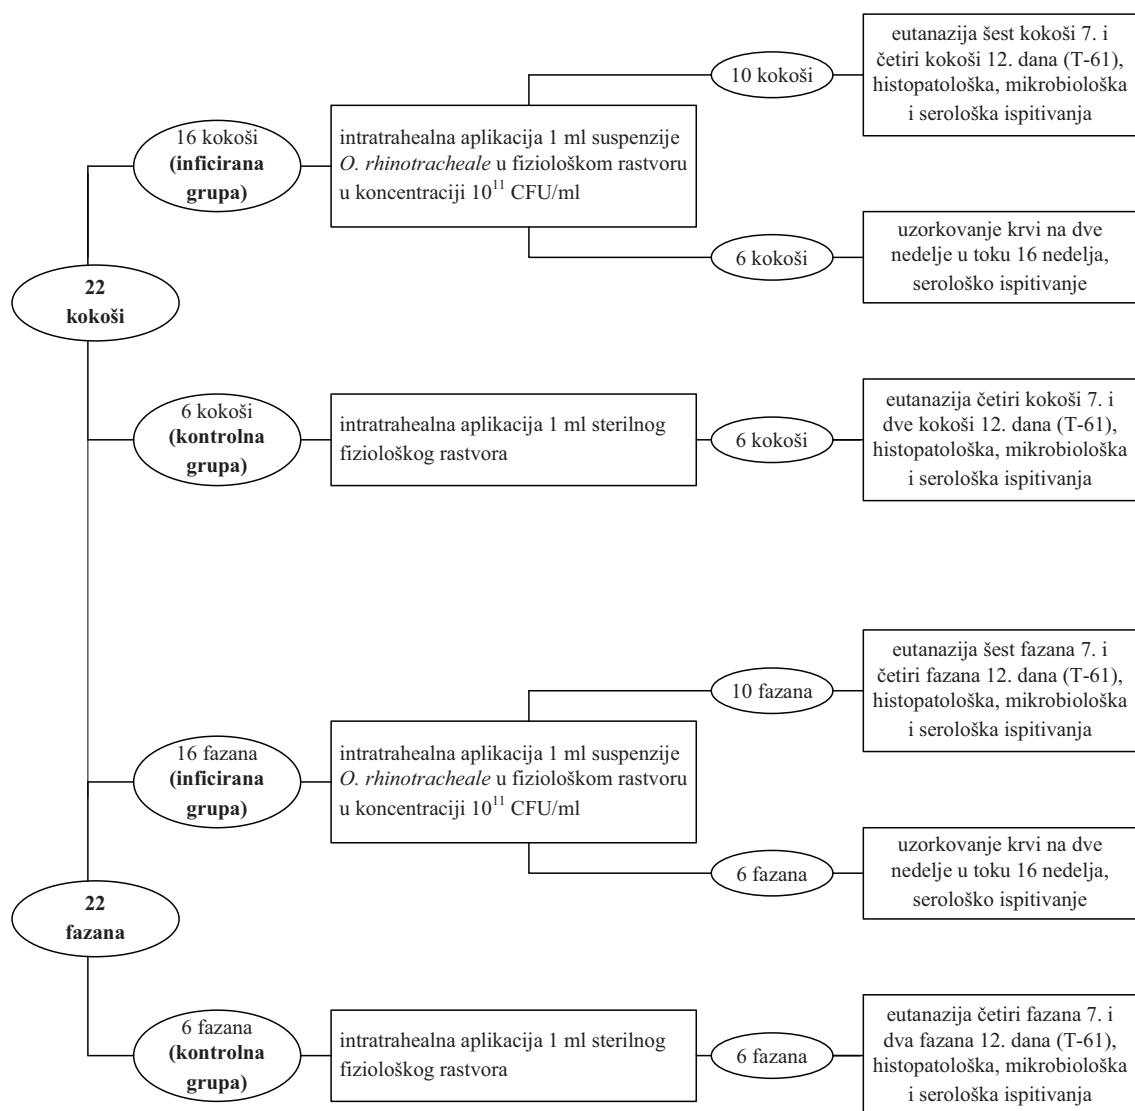 22
kokoši
16 kokoši
(inficirana
grupa)
intratrahealna aplikacija 1 ml suspenzije
O. rhinotracheale u fiziološkom rastvoru
u koncentraciji 10¹¹ CFU/ml
10 kokoši
eutanazija šest kokoši 7. i
četiri kokoši 12. dana (T-61),
histopatološka, mikrobiološka
i serološka ispitivanja
6 kokoši
uzorkovanje krvi na dve
nedelje u toku 16 nedelja,
serološko ispitivanje
6 kokoši
(kontrolna
grupa)
intratrahealna aplikacija 1 ml sterilnog
fiziološkog rastvora
6 kokoši
eutanazija četiri kokoši 7. i
dve kokoši 12. dana (T-61),
histopatološka, mikrobiološka
i serološka ispitivanja
22
fazana
16 fazana
(inficirana
grupa)
intratrahealna aplikacija 1 ml suspenzije
O. rhinotracheale u fiziološkom rastvoru
u koncentraciji 10¹¹ CFU/ml
10 fazana
eutanazija šest fazana 7. i
četiri fazana 12. dana (T-61),
histopatološka, mikrobiološka
i serološka ispitivanja
6 fazana
uzorkovanje krvi na dve
nedelje u toku 16 nedelja,
serološko ispitivanje
6 fazana
(kontrolna
grupa)
intratrahealna aplikacija 1 ml sterilnog
fiziološkog rastvora
6 fazana
eutanazija četiri fazana 7. i
dva fazana 12. dana (T-61),
histopatološka, mikrobiološka
i serološka ispitivanja